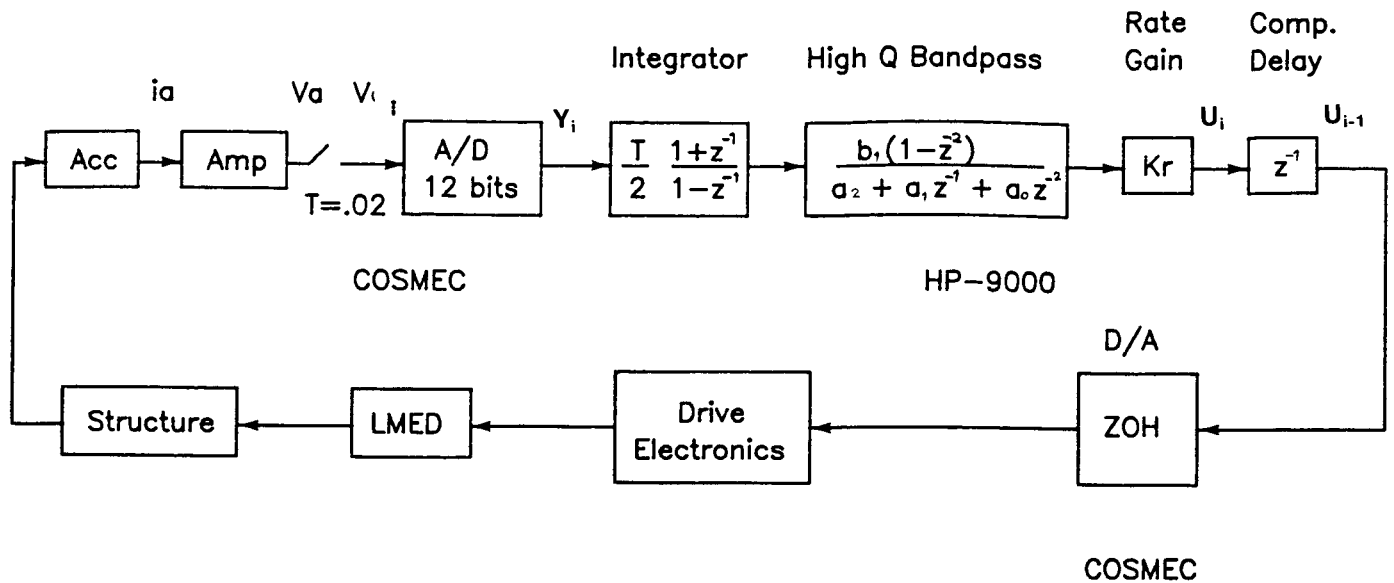 Rate Comp.
Integrator High Q Bandpass Gain Delay
ia Va V Yi Ui Ui-1
Acc Amp A/D 12 bits T/2 (1+z^-1)/(1-z^-1) b1(1-z^-2)/(a2 + a1 z^-1 + a0 z^-2) Kr z^-1
T=.02
COSMEC HP-9000
D/A
Structure LMED Drive Electronics ZOH
COSMEC